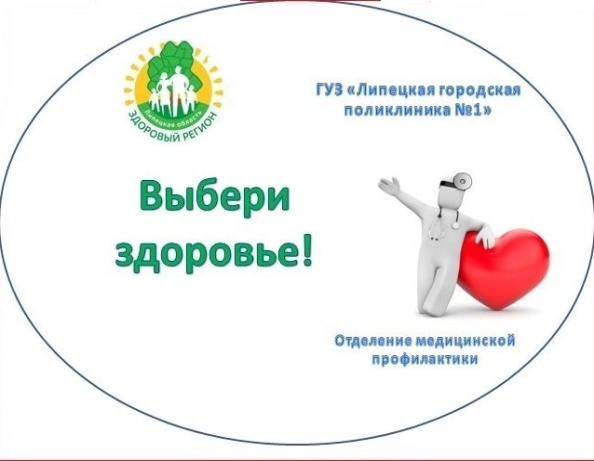 Липецкая область
ЗДОРОВЫЙ РЕГИОН
ГУЗ «Липецкая городская
поликлиника №1»
Выбери
здоровье!
Отделение медицинской
профилактики